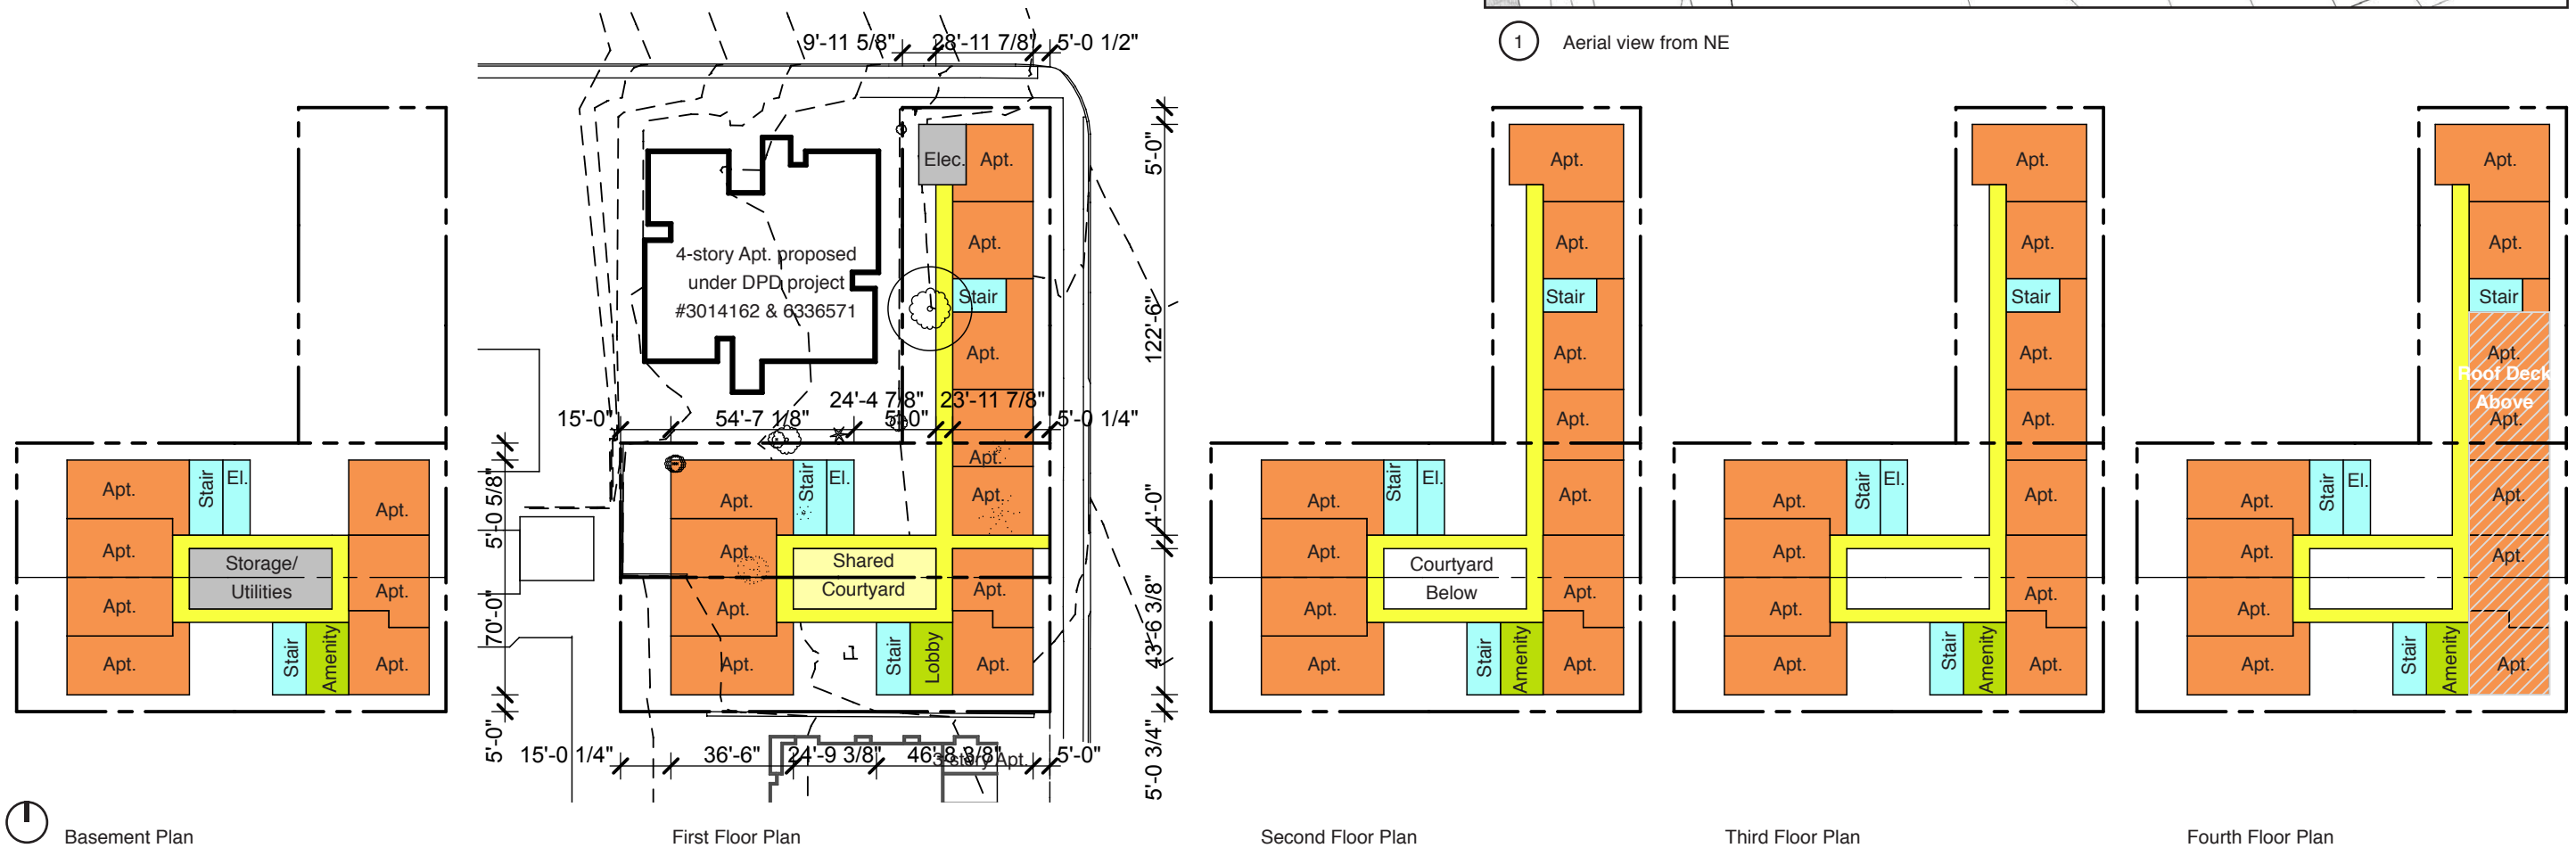 1 Aerial view from NE
Apt.
Stair
El.
Apt.
Apt.
Storage/
Utilities
Apt.
Apt.
Apt.
Stair
Amenity
Apt.
Apt.
Basement Plan
9'-11 5/8"
28'-11 7/8"
5'-0 1/2"
Elec.
Apt.
4-story Apt. proposed
under DPD project
#3014162 & 6336571
Apt.
Stair
Apt.
24'-4 7/8"
23'-11 7/8"
15'-0"
54'-7 1/8"
5'-0"
5'-0 1/4"
Apt.
Apt.
Stair
El.
Apt.
Apt.
Shared
Courtyard
Apt.
Apt.
Apt.
Stair
Lobby
Apt.
5'-0 5/8"
70'-0"
5'-0"
5'-0"
122'-6"
4'-0"
43'-6 3/8"
5'-0 3/4"
15'-0 1/4"
36'-6"
24'-9 3/8"
46'-8 3/8"
5'-0"
3-story Apt.
First Floor Plan
Apt.
Apt.
Stair
Apt.
Apt.
Apt.
Stair
El.
Apt.
Apt.
Courtyard
Below
Apt.
Apt.
Apt.
Stair
Amenity
Apt.
Second Floor Plan
Apt.
Apt.
Stair
Apt.
Apt.
Apt.
Stair
El.
Apt.
Apt.
Apt.
Apt.
Apt.
Stair
Amenity
Apt.
Third Floor Plan
Apt.
Apt.
Stair
Apt.
Roof Deck
Above
Apt.
Apt.
Stair
El.
Apt.
Apt.
Apt.
Apt.
Apt.
Stair
Amenity
Apt.
Fourth Floor Plan